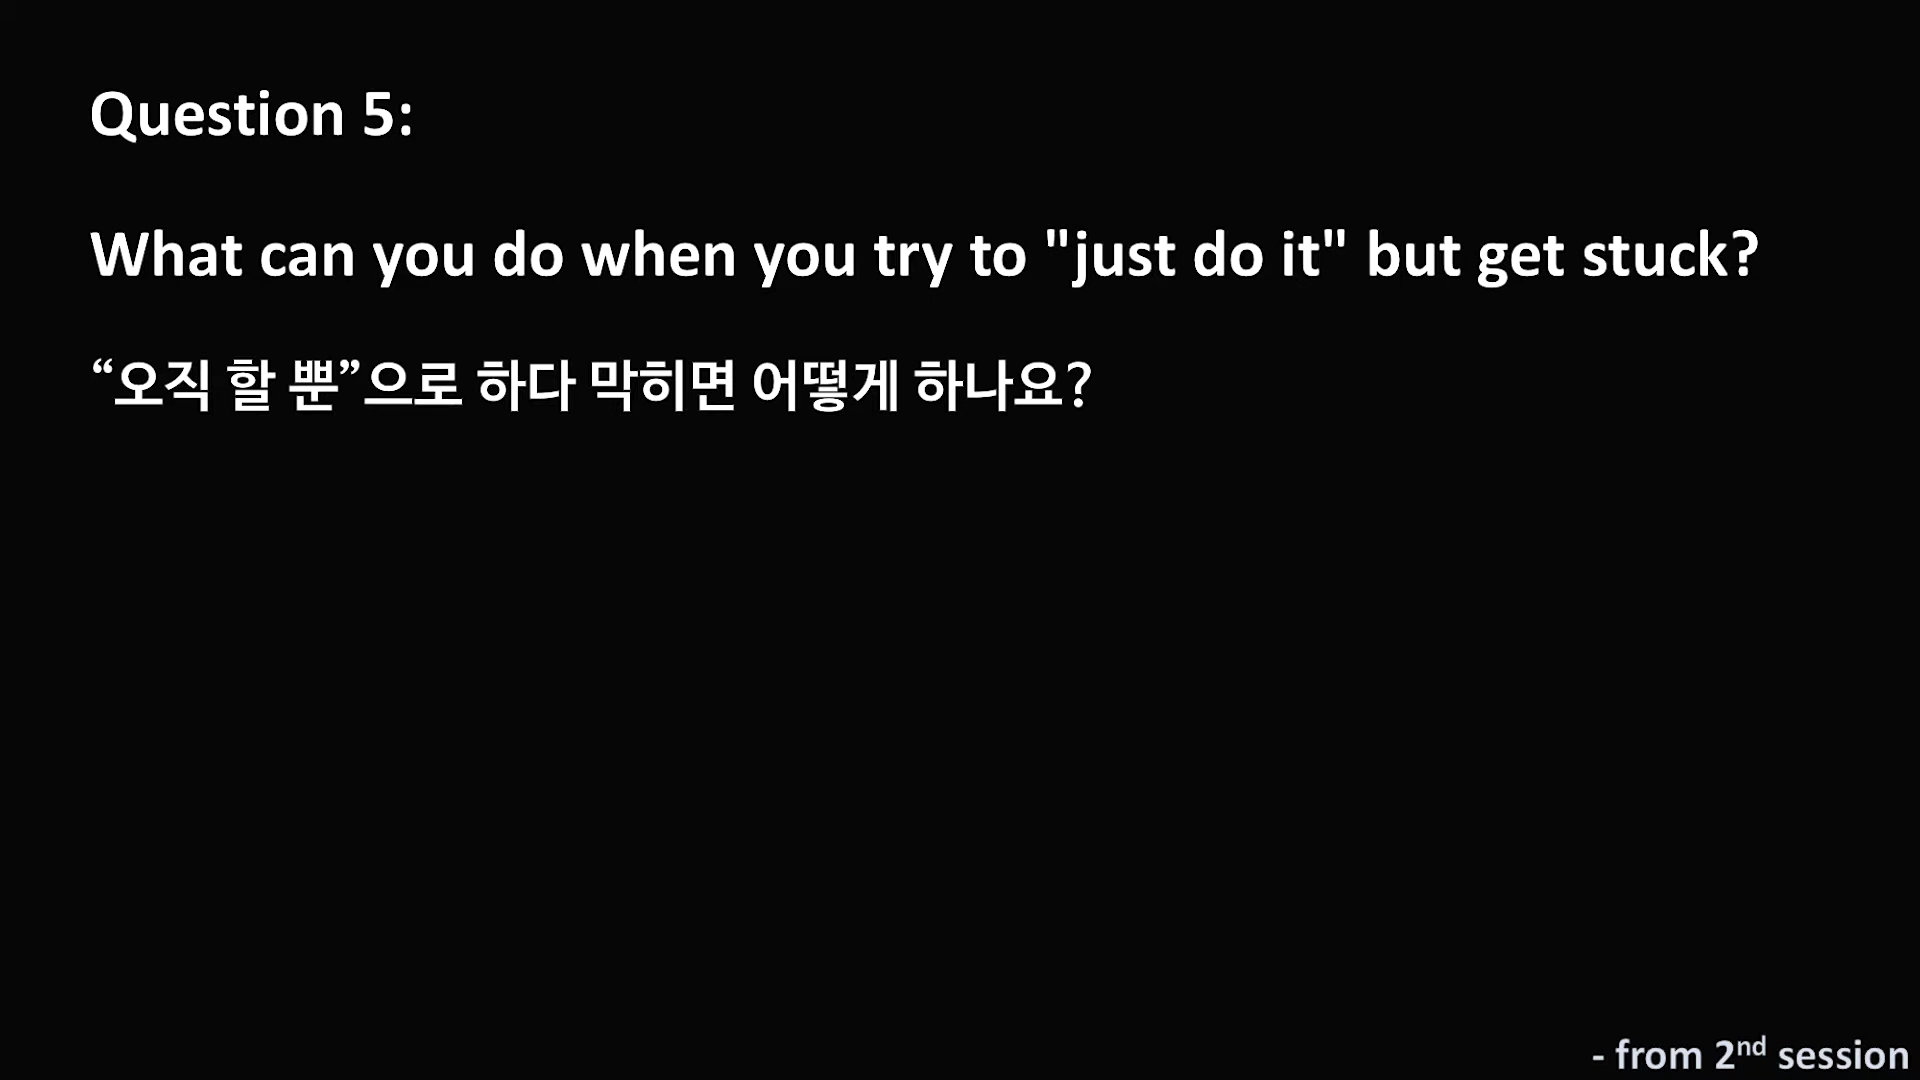 Question 5:
What can you do when you try to "just do it" but get stuck?
“오직 할 뿐”으로 하다 막히면 어떻게 하나요?
- from 2nd session